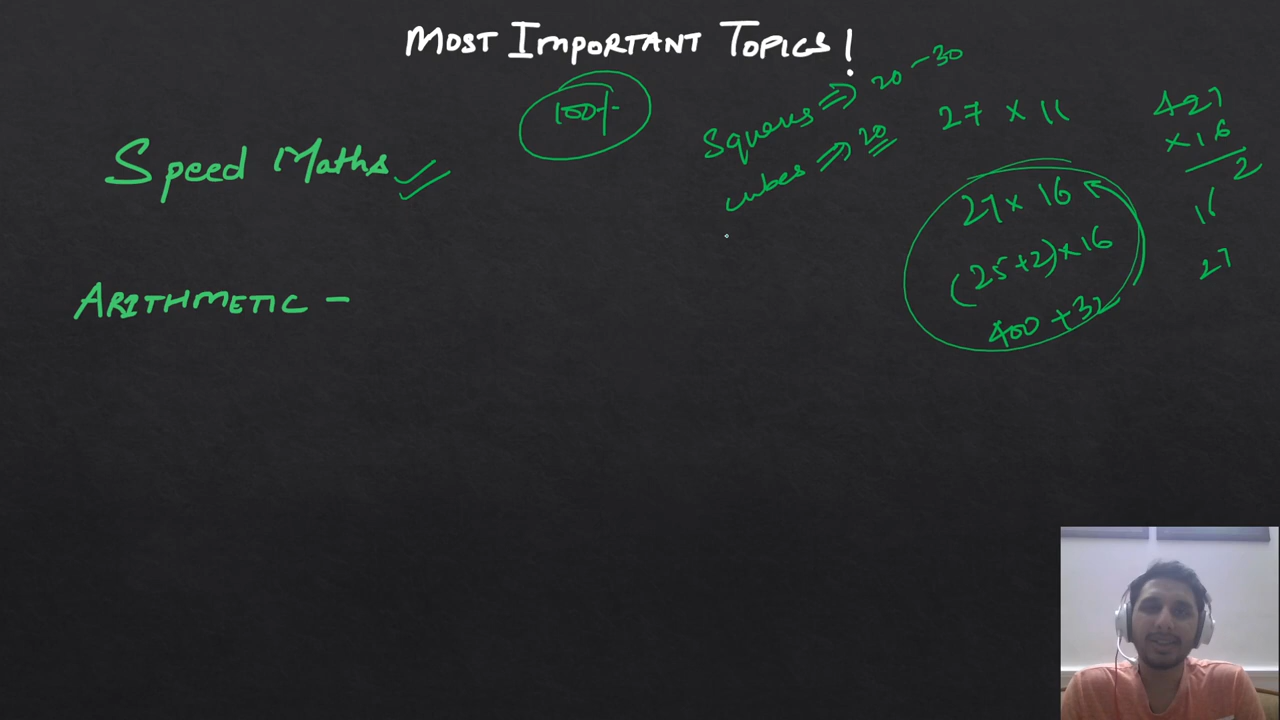 MOST IMPORTANT TOPICS!
100%
Speed Maths
Squares ⇒ 20 - 30
cubes ⇒ 20
27 × 11
27 × 16
(25+2) × 16
400 + 32
427
×16
2
16
27
ARITHMETIC -